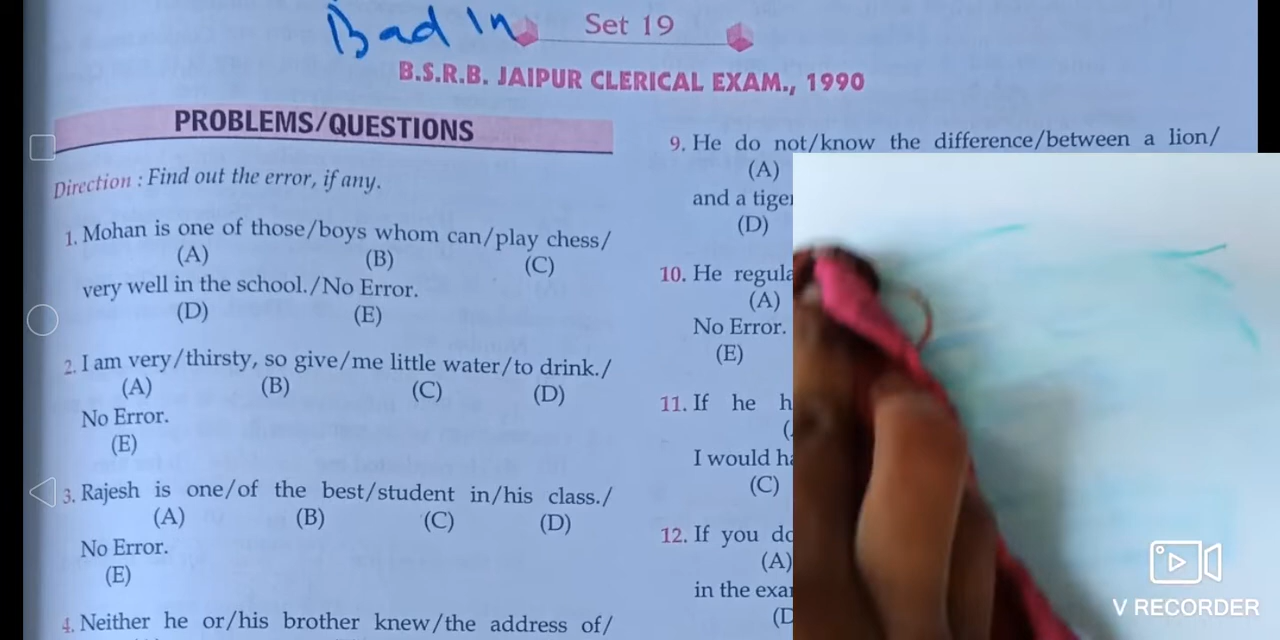 Bad In
Set 19
B.S.R.B. JAIPUR CLERICAL EXAM., 1990
PROBLEMS/QUESTIONS
Direction : Find out the error, if any.
1. Mohan is one of those/boys whom can/play chess/
(A) (B) (C)
very well in the school./No Error.
(D) (E)
2. I am very/thirsty, so give/me little water/to drink./
(A) (B) (C) (D)
No Error.
(E)
3. Rajesh is one/of the best/student in/his class./
(A) (B) (C) (D)
No Error.
(E)
4. Neither he or/his brother knew/the address of/
9. He do not/know the difference/between a lion/
(A)
and a tiger
(D)
10. He regula
(A)
No Error.
(E)
11. If he h
I would ha
(C)
12. If you do
(A)
in the exam
(D
V RECORDER